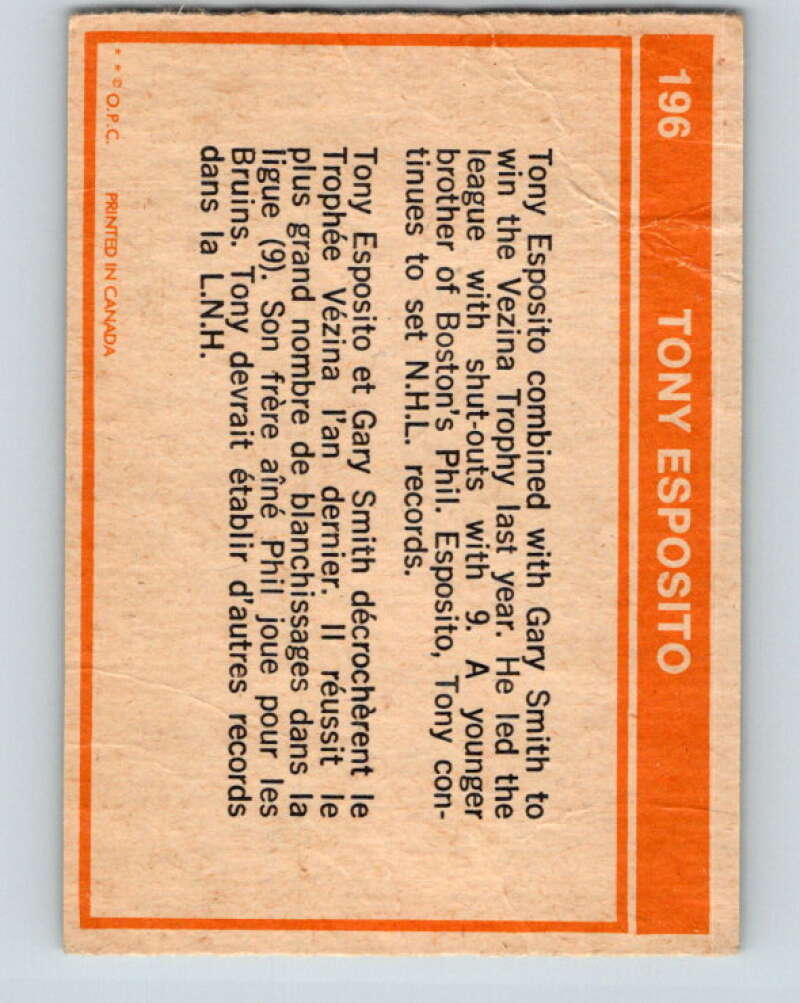 196 TONY ESPOSITO
Tony Esposito combined with Gary Smith to
win the Vezina Trophy last year. He led the
league with shut-outs with 9. A younger
brother of Boston's Phil. Esposito, Tony con-
tinues to set N.H.L. records.
Tony Esposito et Gary Smith décrochèrent le
Trophée Vézina l'an dernier. Il réussit le
plus grand nombre de blanchissages dans la
ligue (9). Son frère aîné Phil joue pour les
Bruins. Tony devrait établir d'autres records
dans la L.N.H.
* * © O.P.C. PRINTED IN CANADA